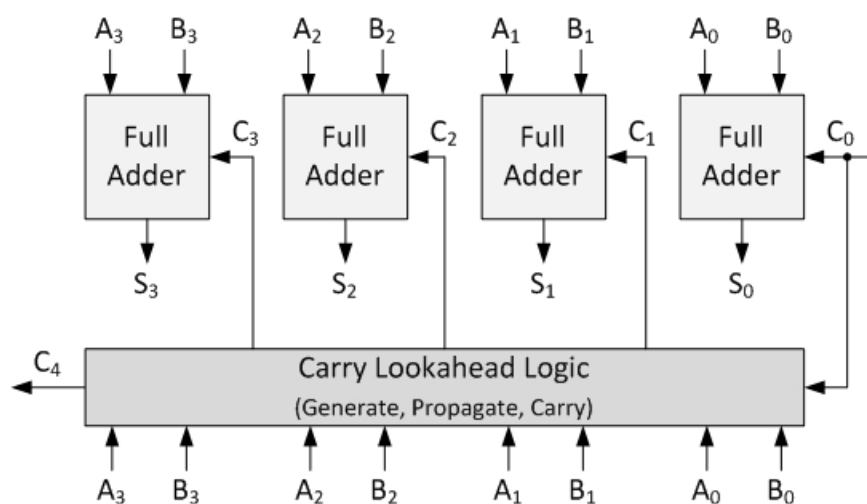 A₃ B₃ A₂ B₂ A₁ B₁ A₀ B₀
Full Adder C₃ Full Adder C₂ Full Adder C₁ Full Adder C₀
S₃ S₂ S₁ S₀
C₄
Carry Lookahead Logic
(Generate, Propagate, Carry)
A₃ B₃ A₂ B₂ A₁ B₁ A₀ B₀